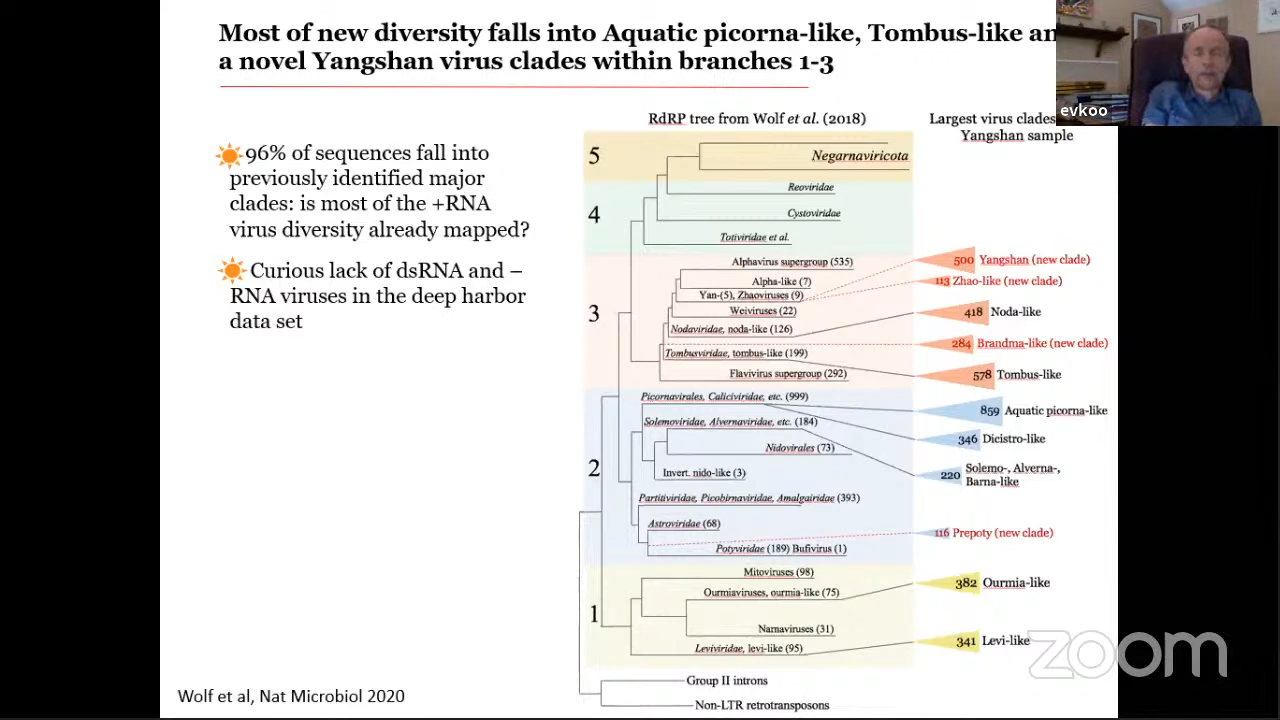 Most of new diversity falls into Aquatic picorna-like, Tombus-like an
a novel Yangshan virus clades within branches 1-3
evkoo
96% of sequences fall into
previously identified major
clades: is most of the +RNA
virus diversity already mapped?
Curious lack of dsRNA and –
RNA viruses in the deep harbor
data set
RdRP tree from Wolf et al. (2018)
Largest virus clades
Yangshan sample
5
Negarnaviricota
4
Reoviridae
Cystoviridae
Totiviridae et al.
3
Alphavirus supergroup (535)
Alpha-like (7)
Yan-(5), Zhaoviruses (9)
Weiviruses (22)
Nodaviridae, noda-like (126)
Tombusviridae, tombus-like (199)
Flavivirus supergroup (292)
500 Yangshan (new clade)
113 Zhao-like (new clade)
418 Noda-like
284 Brandma-like (new clade)
578 Tombus-like
2
Picornavirales, Caliciviridae, etc. (999)
Solemoviridae, Alvernaviridae, etc. (184)
Nidovirales (73)
Invert. nido-like (3)
Partitiviridae, Picobirnaviridae, Amalgairidae (393)
Astroviridae (68)
Potyviridae (189) Bufivirus (1)
859 Aquatic picorna-like
346 Dicistro-like
220 Solemo-, Alverna-,
Barna-like
116 Prepoty (new clade)
1
Mitoviruses (98)
Ourmiaviruses, ourmia-like (75)
Narnaviruses (31)
Leviviridae, levi-like (95)
382 Ourmia-like
341 Levi-like
Group II introns
Non-LTR retrotransposons
Wolf et al, Nat Microbiol 2020
zoom